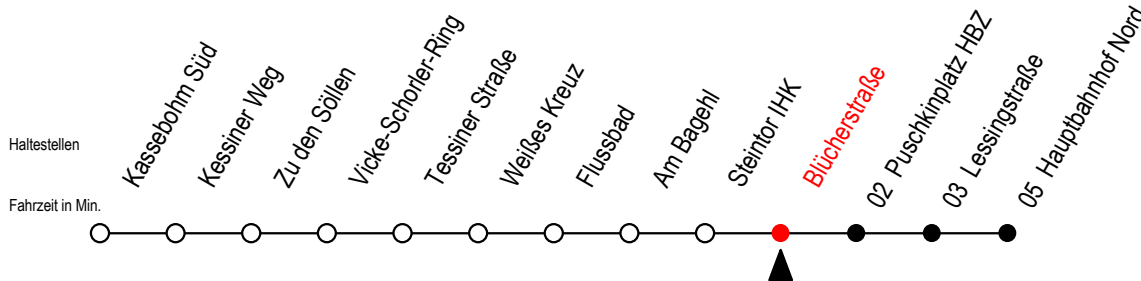 Haltestellen
Fahrzeit in Min.
Kassebohm Süd
Kessiner Weg
Zu den Söllen
Vicke-Schorler-Ring
Tessiner Straße
Weißes Kreuz
Flussbad
Am Bagehl
Steintor IHK
Blücherstraße
02 Puschkinplatz HBZ
03 Lessingstraße
05 Hauptbahnhof Nord